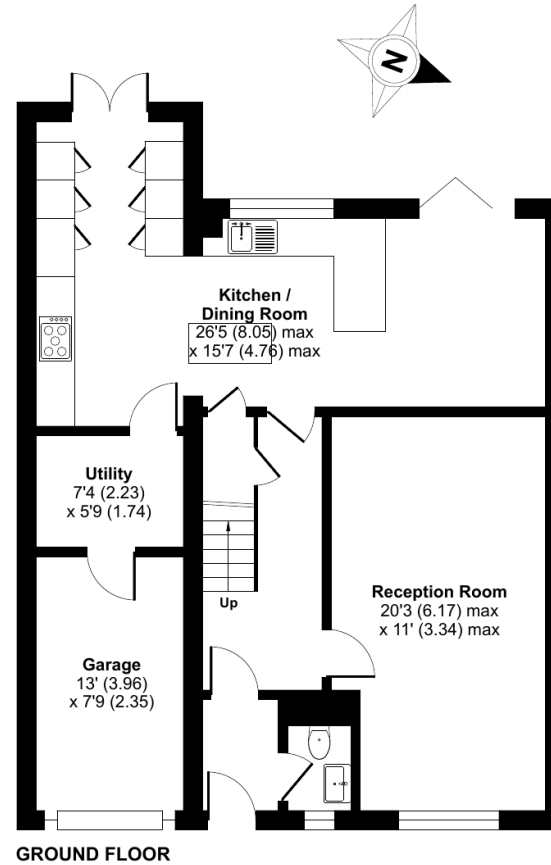 N
Kitchen /
Dining Room
26'5 (8.05) max
x 15'7 (4.76) max
Utility
7'4 (2.23)
x 5'9 (1.74)
Up
Reception Room
20'3 (6.17) max
x 11' (3.34) max
Garage
13' (3.96)
x 7'9 (2.35)
GROUND FLOOR